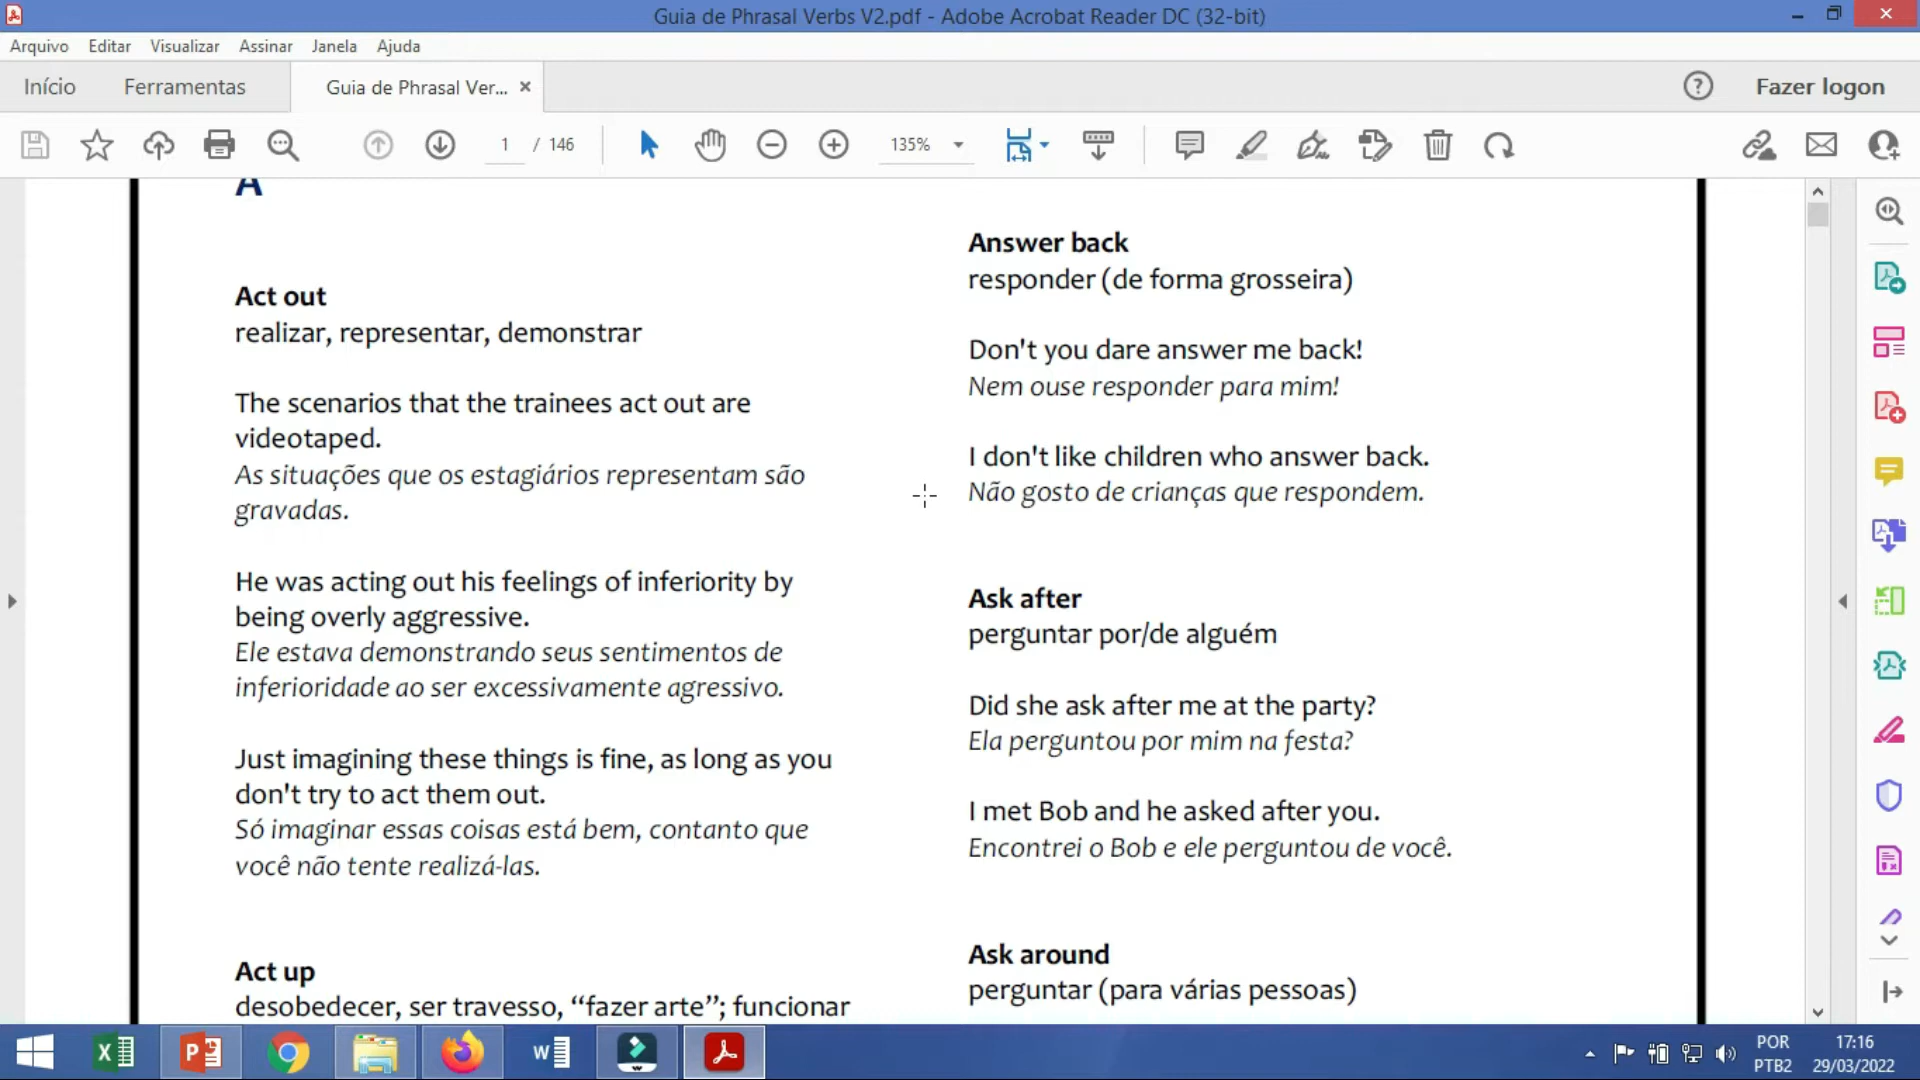 Guia de Phrasal Verbs V2.pdf - Adobe Acrobat Reader DC (32-bit)
Arquivo Editar Visualizar Assinar Janela Ajuda
Início Ferramentas Guia de Phrasal Ver... Fazer logon
1 / 146 135%
A
Act out
realizar, representar, demonstrar
The scenarios that the trainees act out are
videotaped.
As situações que os estagiários representam são
gravadas.
He was acting out his feelings of inferiority by
being overly aggressive.
Ele estava demonstrando seus sentimentos de
inferioridade ao ser excessivamente agressivo.
Just imagining these things is fine, as long as you
don't try to act them out.
Só imaginar essas coisas está bem, contanto que
você não tente realizá-las.
Act up
desobedecer, ser travesso, “fazer arte”; funcionar
Answer back
responder (de forma grosseira)
Don't you dare answer me back!
Nem ouse responder para mim!
I don't like children who answer back.
Não gosto de crianças que respondem.
Ask after
perguntar por/de alguém
Did she ask after me at the party?
Ela perguntou por mim na festa?
I met Bob and he asked after you.
Encontrei o Bob e ele perguntou de você.
Ask around
perguntar (para várias pessoas)
POR 17:16
PTB2 29/03/2022